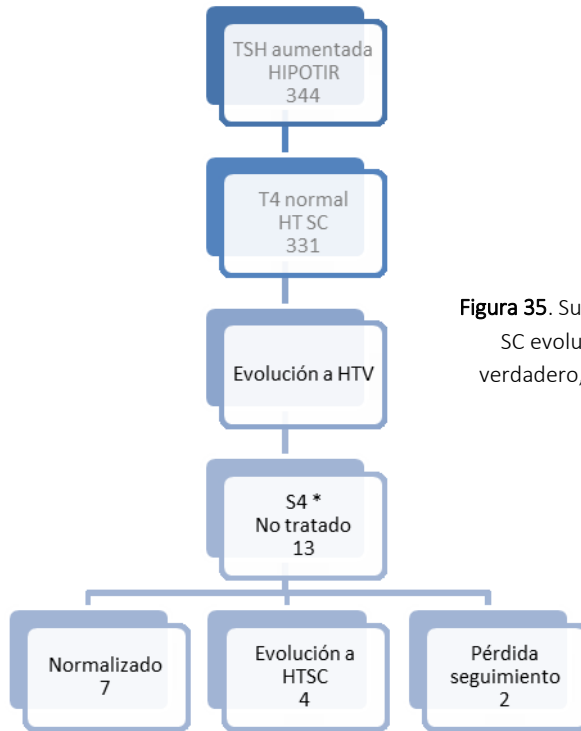 TSH aumentada
HIPOTIR
344
T4 normal
HT SC
331
Figura 35. Su
SC evolu
verdadero,
Evolución a HTV
S4 *
No tratado
13
Normalizado
7
Evolución a
HTSC
4
Pérdida
seguimiento
2